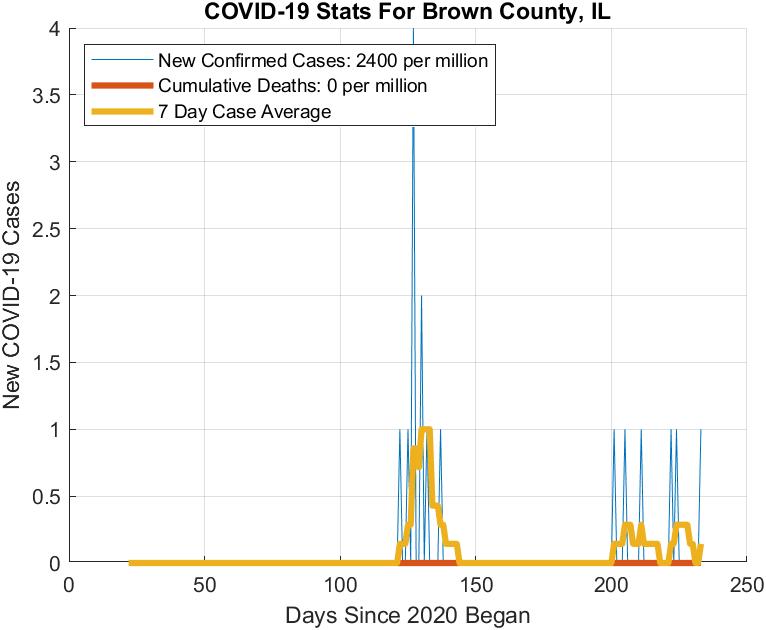 COVID-19 Stats For Brown County, IL
4
New Confirmed Cases: 2400 per million
Cumulative Deaths: 0 per million
7 Day Case Average
3.5
3
2.5
2
1.5
1
0.5
0
New COVID-19 Cases
0 50 100 150 200 250
Days Since 2020 Began